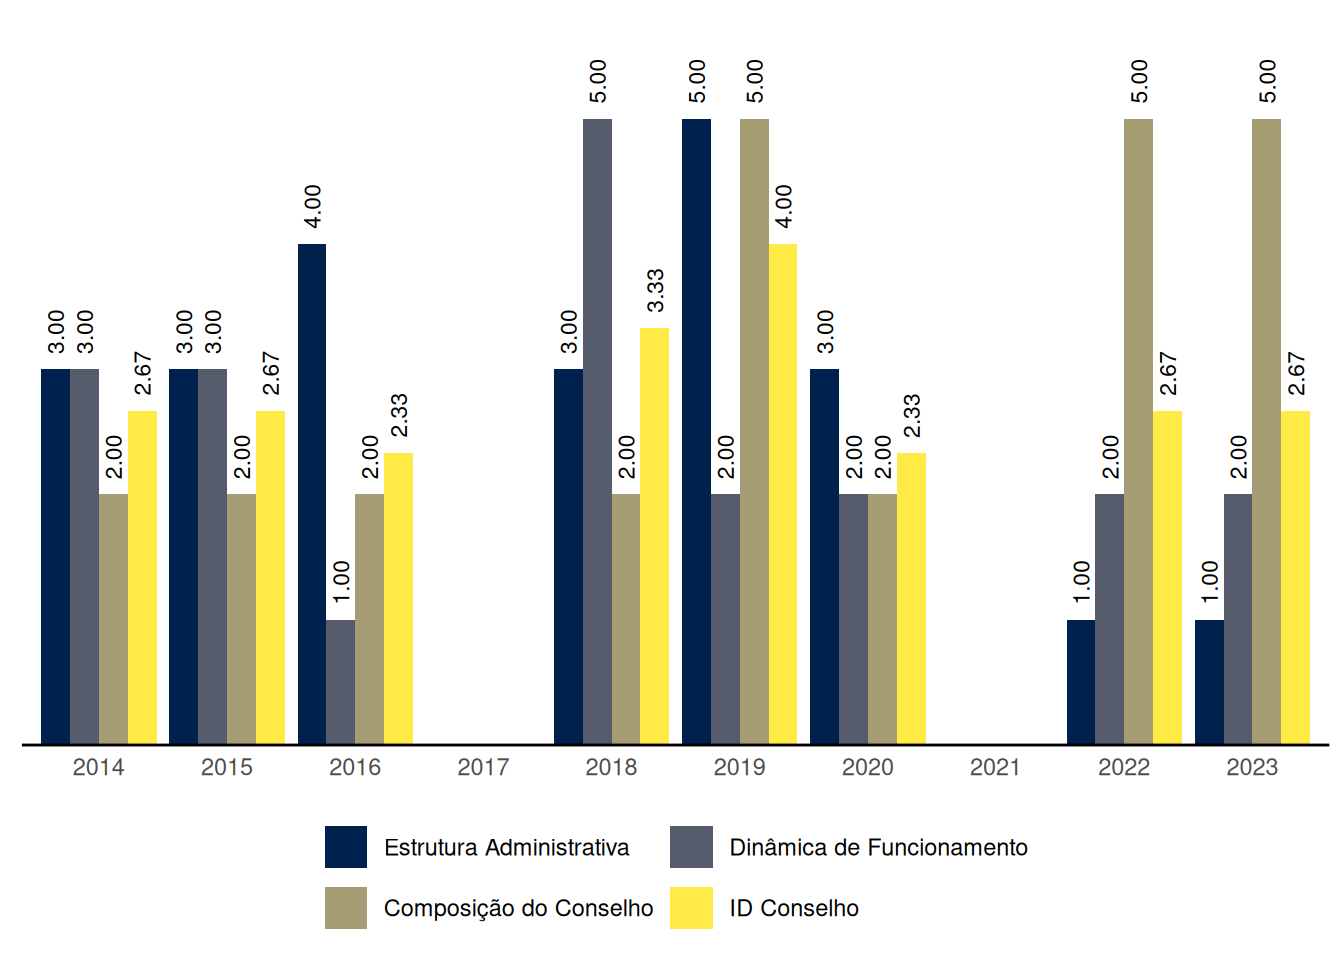 5.00 5.00 5.00 5.00 5.00
4.00 4.00
3.33
3.00 3.00 3.00 3.00 3.00 3.00
2.67 2.67 2.67 2.67
2.33 2.33
2.00 2.00 2.00 2.00 2.00 2.00 2.00 2.00 2.00
1.00 1.00 1.00
2014 2015 2016 2017 2018 2019 2020 2021 2022 2023
Estrutura Administrativa Dinâmica de Funcionamento
Composição do Conselho ID Conselho